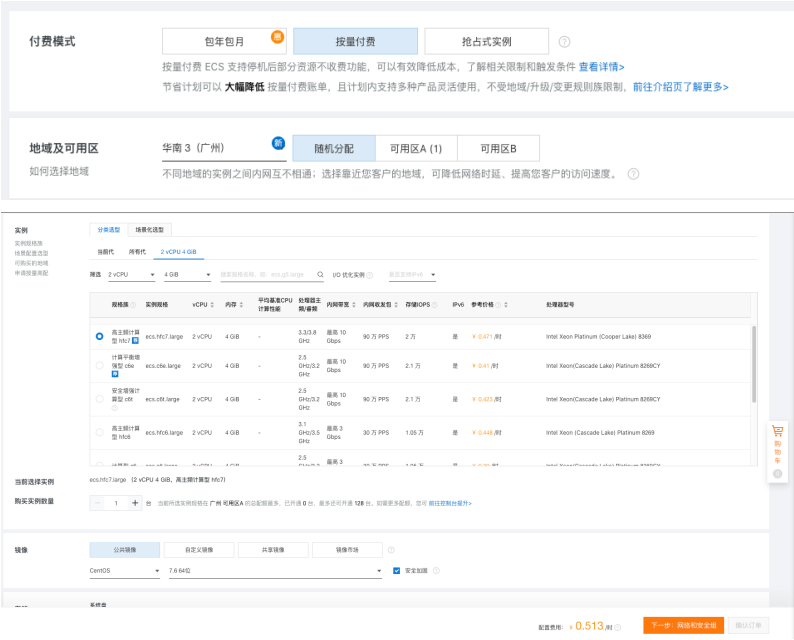 付费模式
包年包月
惠
按量付费
抢占式实例
按量付费 ECS 支持停机后部分资源不收费功能，可以有效降低成本，了解相关限制和触发条件 查看详情>
节省计划可以 大幅降低 按量付费账单，且计划内支持多种产品灵活使用，不受地域/升级/变更规则族限制，前往介绍页了解更多>
地域及可用区
华南 3（广州）
新
随机分配
可用区A (1)
可用区B
如何选择地域
不同地域的实例之间内网互不相通；选择靠近您客户的地域，可降低网络时延、提高您客户的访问速度。
实例
分类选型
场景化选型
实例规格族
场景配置选型
可购买的地域
申请按量高配
当前代
所有代
2 vCPU 4 GiB
筛选
2 vCPU
4 GiB
模糊规格名称，如: ecs.g5.large
I/O 优化实例
是否支持IPv6
规格族 实例规格 vCPU 内存 平均基准CPU计算性能 处理器主频/睿频 内网带宽 内网收发包 存储IOPS IPv6 参考价格 处理器型号
高主频计算型 hfc7 荐 ecs.hfc7.large 2 vCPU 4 GiB - 3.3/3.8 GHz 最高 10 Gbps 90 万 PPS 2 万 是 ¥ 0.471 /时 Intel Xeon Platinum (Cooper Lake) 8369
计算平衡增强型 c6e 荐 ecs.c6e.large 2 vCPU 4 GiB - 2.5 GHz/3.2 GHz 最高 10 Gbps 90 万 PPS 2.1 万 是 ¥ 0.41 /时 Intel Xeon(Cascade Lake) Platinum 8269CY
安全增强计算型 c6t ecs.c6t.large 2 vCPU 4 GiB - 2.5 GHz/3.2 GHz 最高 10 Gbps 90 万 PPS 2.1 万 是 ¥ 0.423 /时 Intel Xeon(Cascade Lake) Platinum 8269CY
高主频计算型 hfc6 ecs.hfc6.large 2 vCPU 4 GiB - 3.1 GHz/3.5 GHz 最高 3 Gbps 30 万 PPS 1.05 万 是 ¥ 0.446 /时 Intel Xeon (Cascade Lake) Platinum 8269
2.5
最高 3
购物车
0
当前选择实例
ecs.hfc7.large (2 vCPU 4 GiB，高主频计算型 hfc7)
购买实例数量
1
台
当前所选实例规格在 广州 可用区A 的总配额最多，已开通 0 台，最多还可开通 128 台，如需更多配额，您可 前往控制台提升>
镜像
公共镜像
自定义镜像
共享镜像
镜像市场
CentOS
7.6 64位
安全加固
系统盘
配置费用: ¥ 0.513 /时
下一步：网络和安全组
确认订单